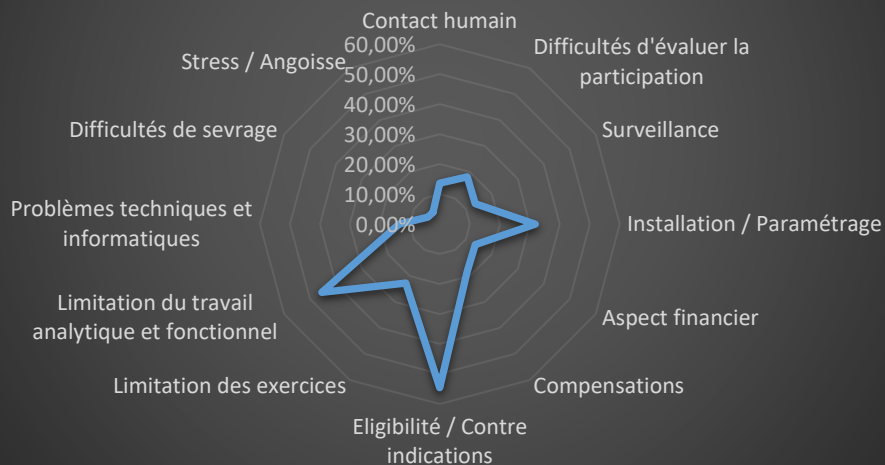 Contact humain
Difficultés d'évaluer la
participation
Surveillance
Installation / Paramétrage
Aspect financier
Compensations
Eligibilité / Contre
indications
Limitation des exercices
Limitation du travail
analytique et fonctionnel
Problèmes techniques et
informatiques
Difficultés de sevrage
Stress / Angoisse
60,00%
50,00%
40,00%
30,00%
20,00%
10,00%
0,00%